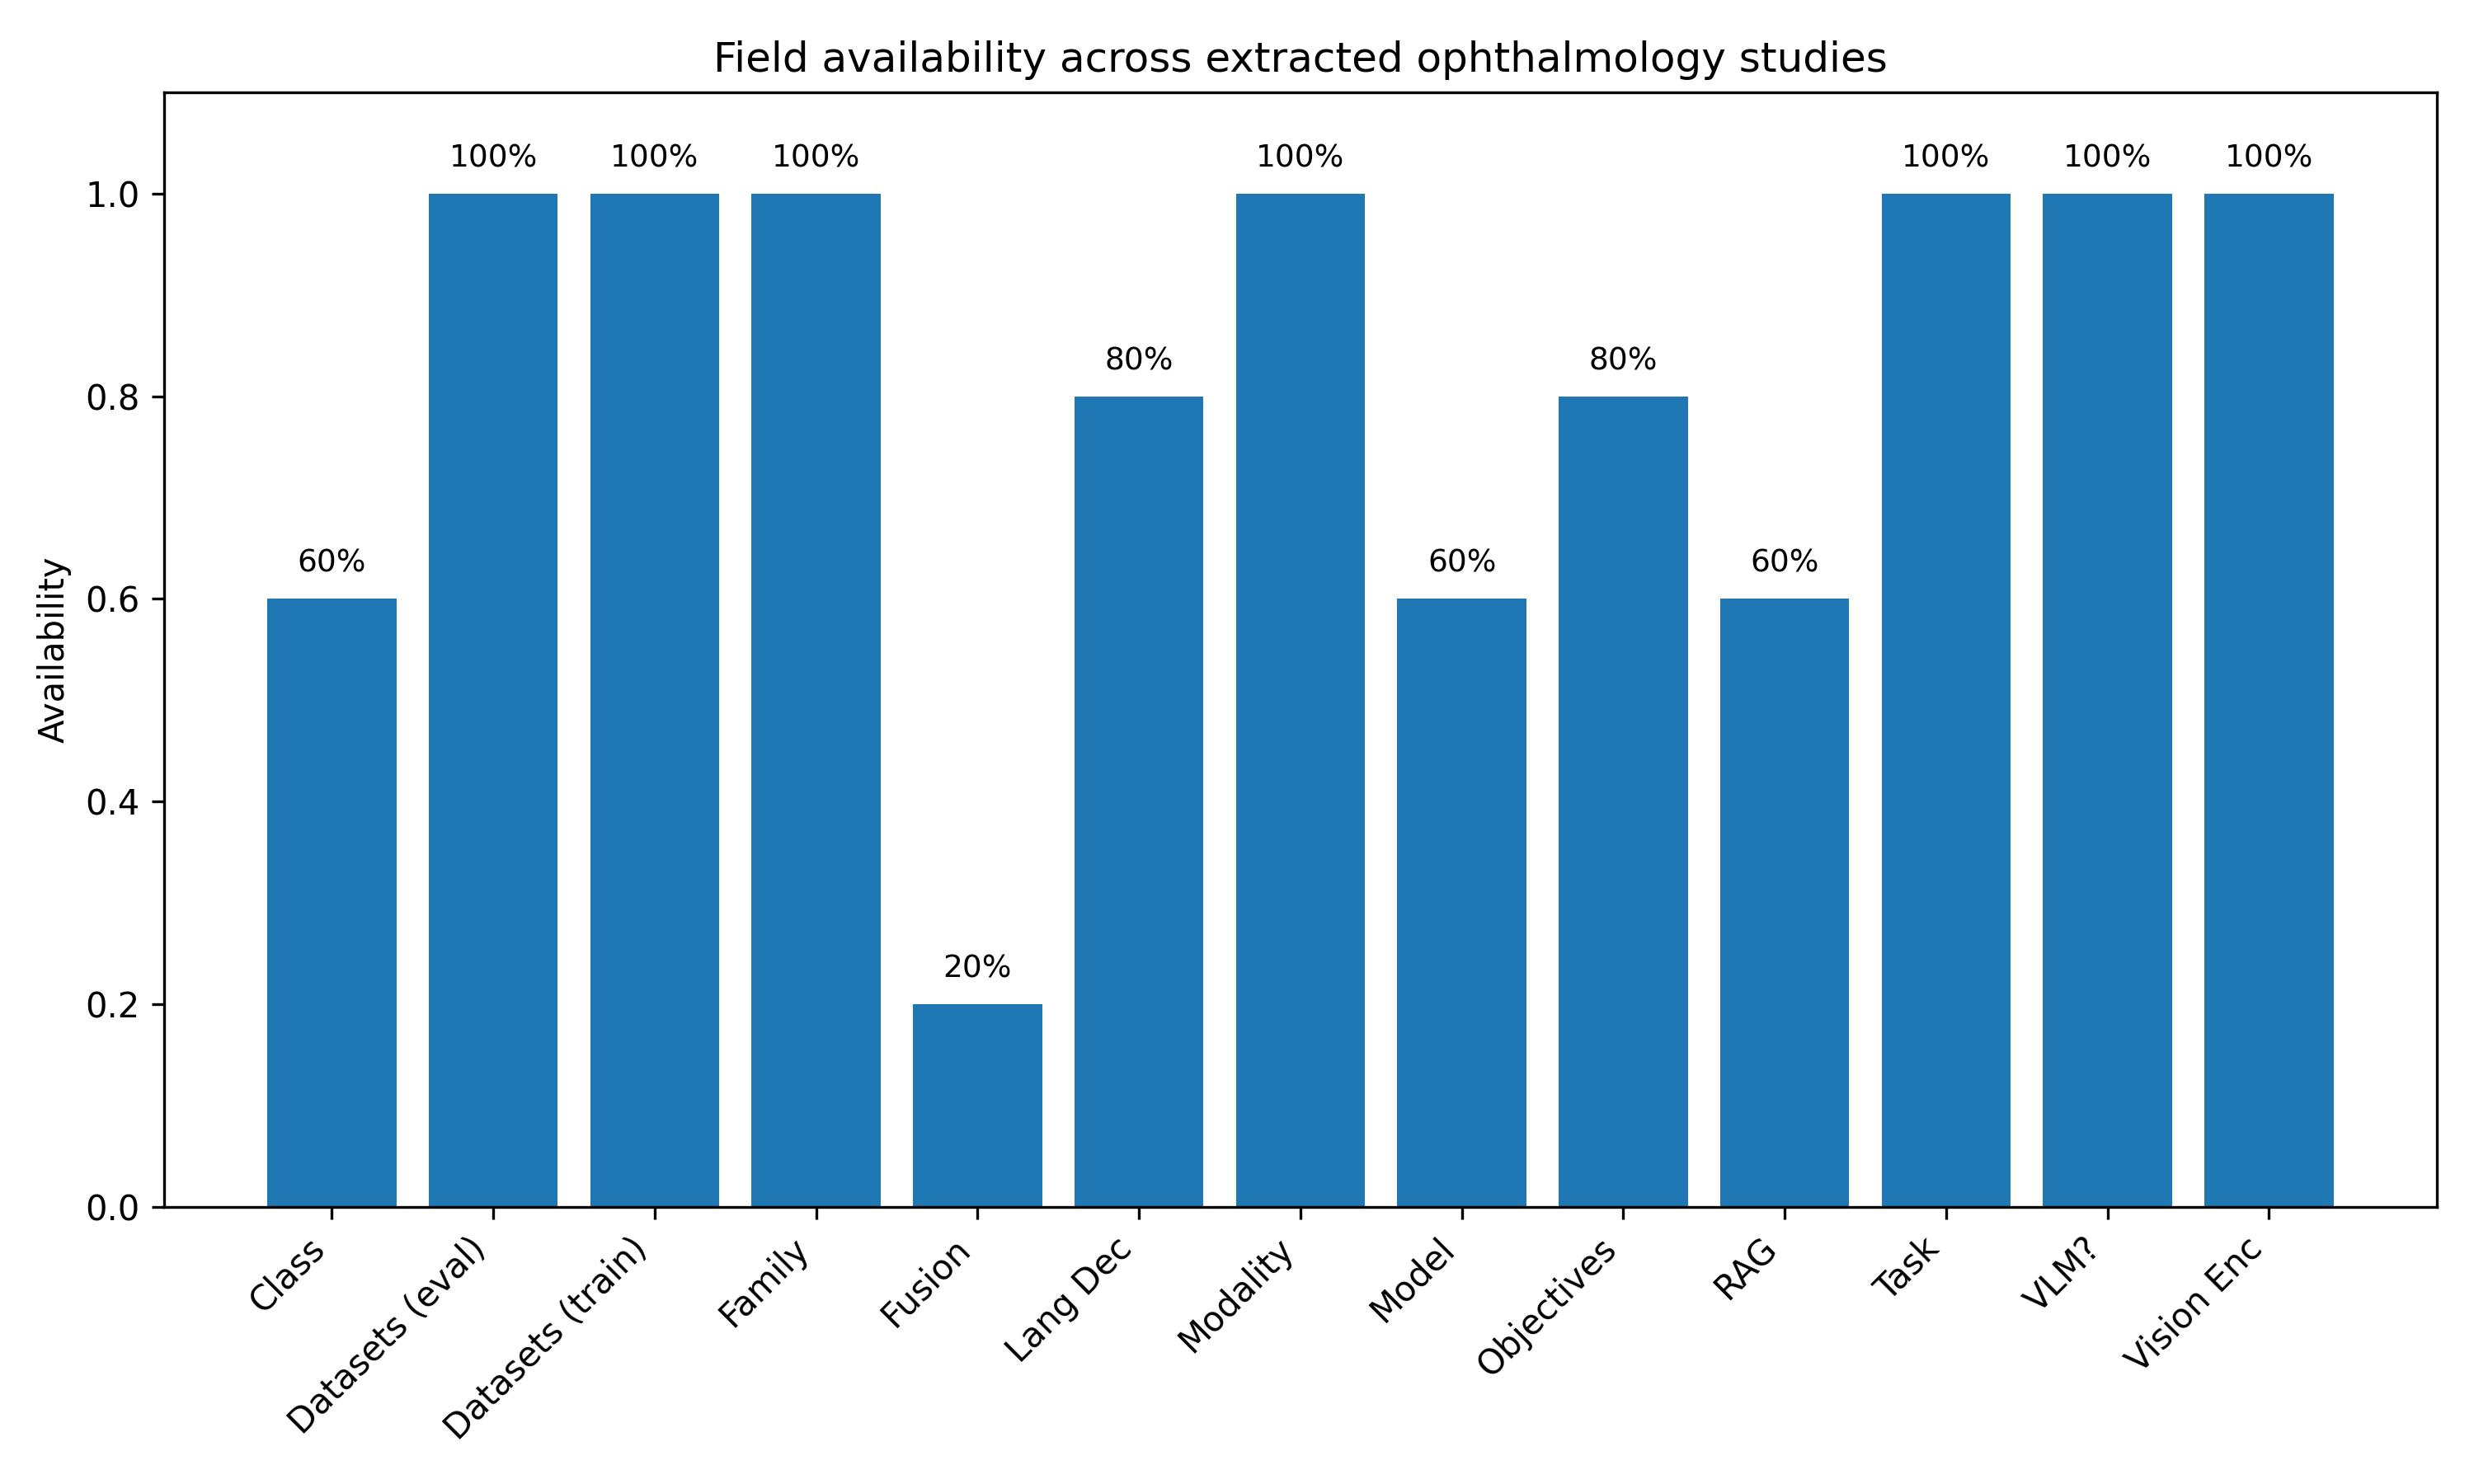 Field availability across extracted ophthalmology studies
100% 100% 100% 100% 100% 100% 100%
1.0
80% 80%
0.8
60% 60% 60%
0.6
Availability
0.4
20%
0.2
0.0
Class
Datasets (eval)
Datasets (train)
Family
Fusion
Lang Dec
Modality
Model
Objectives
RAG
Task
VLM?
Vision Enc